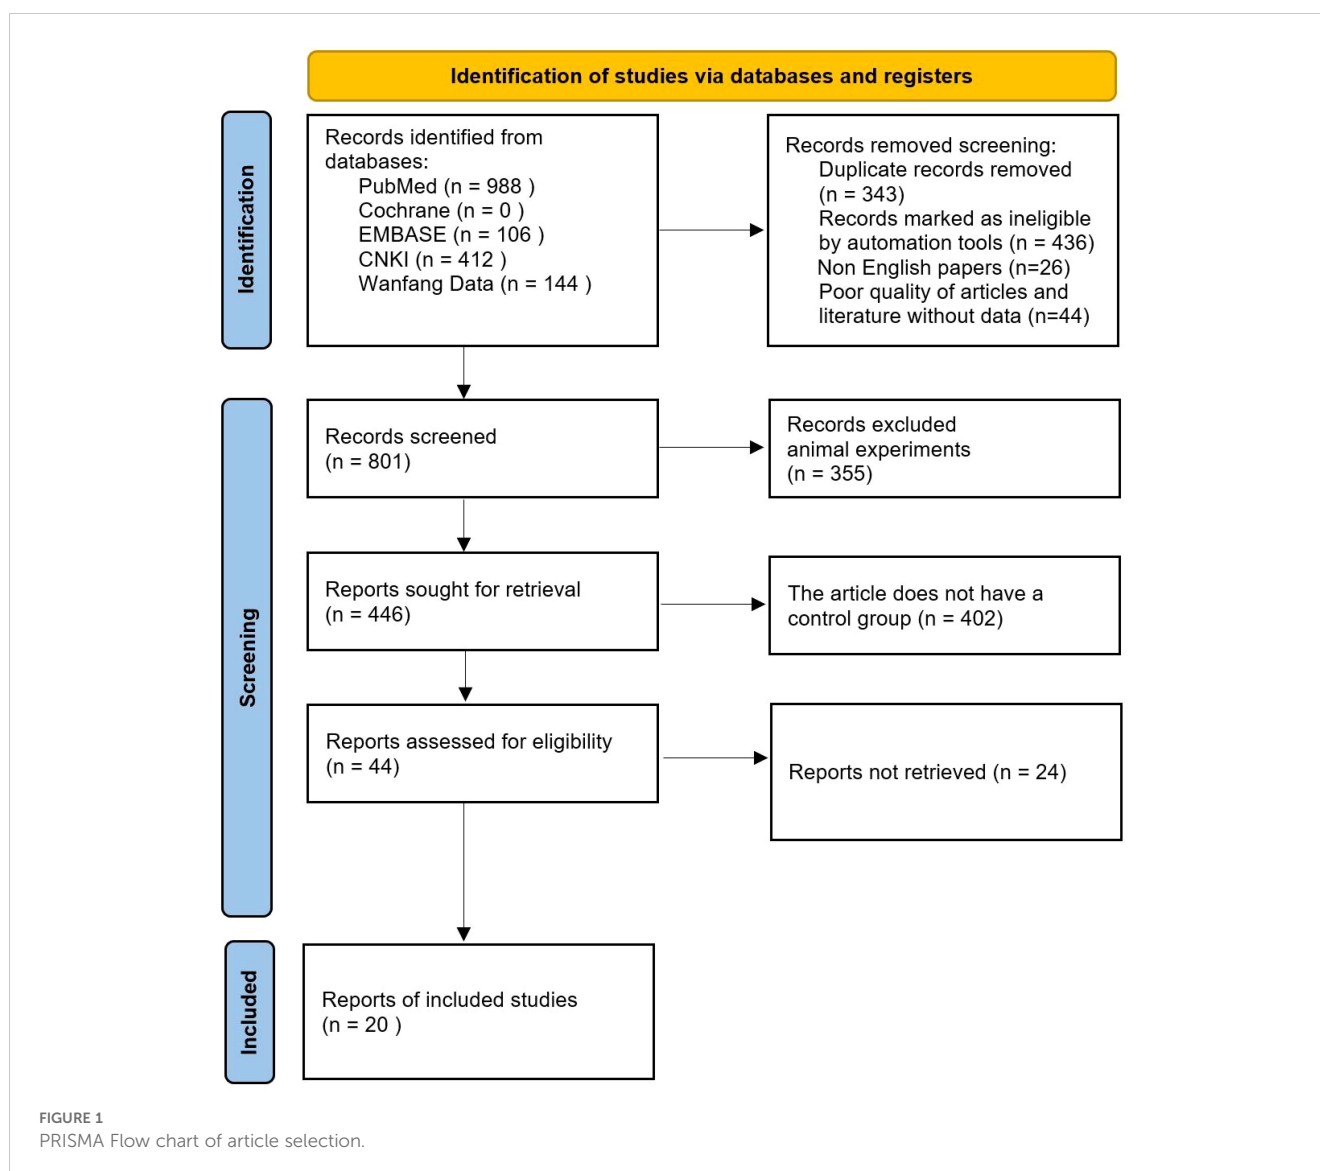 Identification of studies via databases and registers
Identification
Records identified from
databases:
PubMed (n = 988 )
Cochrane (n = 0 )
EMBASE (n = 106 )
CNKI (n = 412 )
Wanfang Data (n = 144 )
Records removed screening:
Duplicate records removed
(n = 343)
Records marked as ineligible
by automation tools (n = 436)
Non English papers (n=26)
Poor quality of articles and
literature without data (n=44)
Screening
Records screened
(n = 801)
Records excluded
animal experiments
(n = 355)
Reports sought for retrieval
(n = 446)
The article does not have a
control group (n = 402)
Reports assessed for eligibility
(n = 44)
Reports not retrieved (n = 24)
Included
Reports of included studies
(n = 20 )
FIGURE 1
PRISMA Flow chart of article selection.